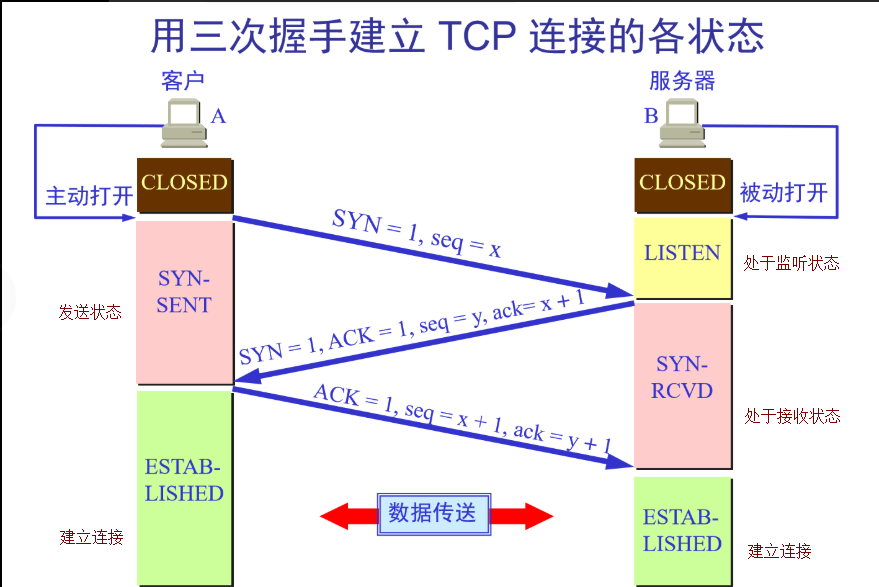 用三次握手建立 TCP 连接的各状态
客户
服务器
A
B
CLOSED
CLOSED
主动打开
被动打开
SYN = 1, seq = x
LISTEN
处于监听状态
SYN-
SENT
发送状态
SYN = 1, ACK = 1, seq = y, ack= x + 1
SYN-
RCVD
处于接收状态
ACK = 1, seq = x + 1, ack = y + 1
ESTAB-
LISHED
建立连接
数据传送
ESTAB-
LISHED
建立连接